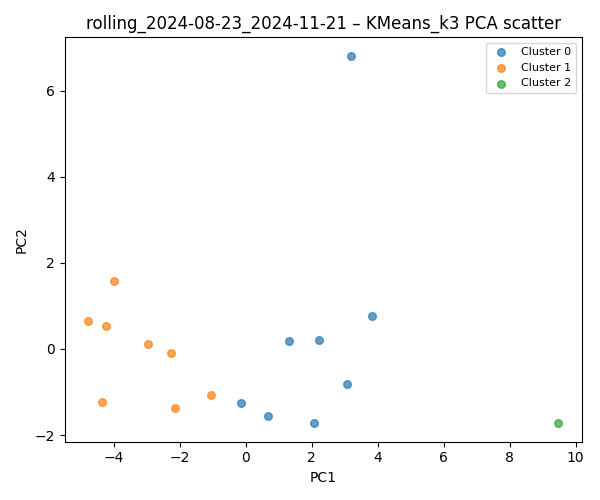 rolling_2024-08-23_2024-11-21 – KMeans_k3 PCA scatter
Cluster 0
Cluster 1
Cluster 2
PC2
6
4
2
0
−2
−4
−2
0
2
4
6
8
10
PC1